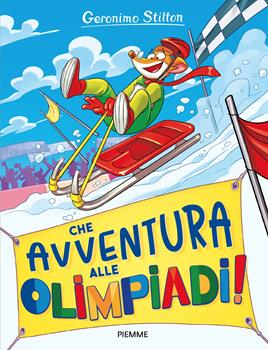 Geronimo Stilton
CHE
AVVENTURA
ALLE
OLIMPIADI!
PIEMME